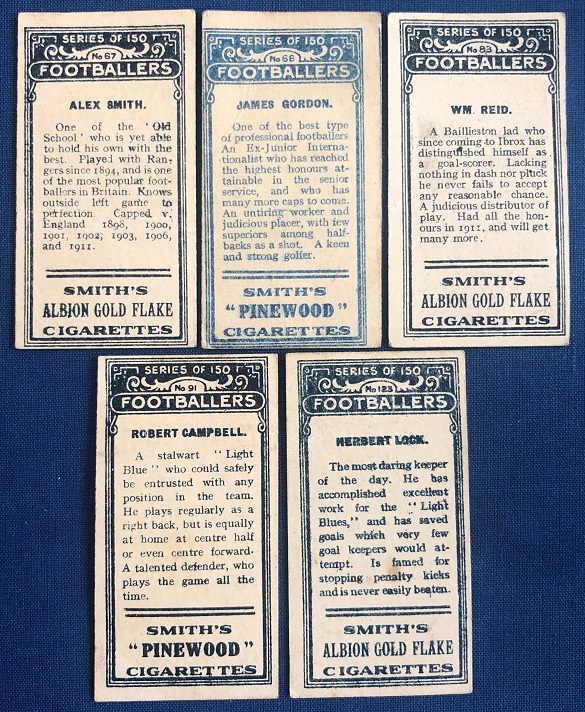 SERIES OF 150
No 67
FOOTBALLERS
ALEX SMITH.
One of the 'Old
School' who is yet able
to hold his own with the
best. Played with Ran-
gers since 1894, and is one
of the most popular foot-
ballers in Britain. Knows
outside left game to
perfection Capped v.
England 1898, 1900,
1901, 1902; 1903, 1906,
and 1911.
SMITH'S
ALBION GOLD FLAKE
CIGARETTES
SERIES OF 150
No 68
FOOTBALLERS
JAMES GORDON.
One of the best type
of professional footballers
An Ex-Junior Interna-
tionalist who has reached
the highest honours at-
tainable in the senior
service, and who has
many more caps to come.
An untiring worker and
judicious placer, with few
superiors among half-
backs as a shot. A keen
and strong golfer.
SMITH'S
"PINEWOOD"
CIGARETTES
SERIES OF 150
No 83
FOOTBALLERS
WM. REID.
A Baillieston lad who
since coming to Ibrox has
distinguished himself as
a goal-scorer. Lacking
nothing in dash nor pluck
he never fails to accept
any reasonable chance.
A judicious distributor of
play. Had all the hon-
ours in 1911, and will get
many more.
SMITH'S
ALBION GOLD FLAKE
CIGARETTES
SERIES OF 150
No 91
FOOTBALLERS
ROBERT CAMPBELL.
A stalwart "Light
Blue" who could safely
be entrusted with any
position in the team.
He plays regularly as a
right back, but is equally
at home at centre half
or even centre forward.
A talented defender, who
plays the game all the
time.
SMITH'S
"PINEWOOD"
CIGARETTES
SERIES OF 150
No 123
FOOTBALLERS
HERBERT LOCK.
The most daring keeper
of the day. He has
accomplished excellent
work for the "Light
Blues," and has saved
goals which very few
goal keepers would at-
tempt. Is famed for
stopping penalty kicks
and is never easily beaten.
SMITH'S
ALBION GOLD FLAKE
CIGARETTES